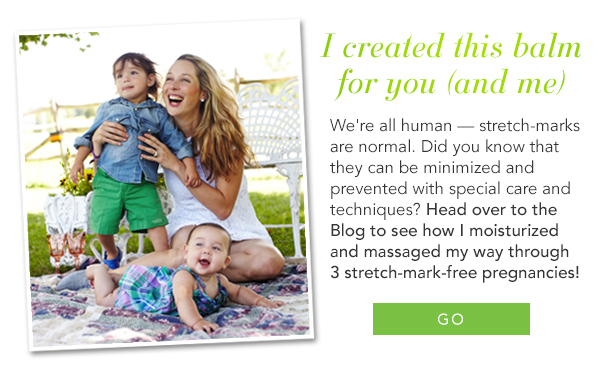 I created this balm
for you (and me)
We're all human — stretch-marks
are normal. Did you know that
they can be minimized and
prevented with special care and
techniques? Head over to the
Blog to see how I moisturized
and massaged my way through
3 stretch-mark-free pregnancies!
GO